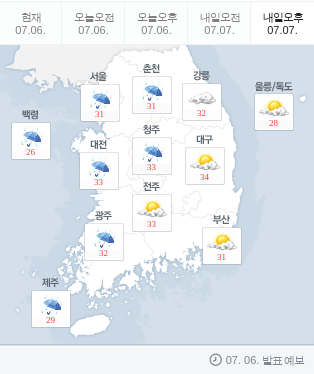 현재 오늘오전 오늘오후 내일오전 내일오후
07.06. 07.06. 07.06. 07.07. 07.07.
서울 춘천 강릉 울릉/독도
31 31 32 28
백령 대전 청주 대구
26 33 33 34
광주 전주 부산
32 33 31
제주
29
07. 06. 발표 예보